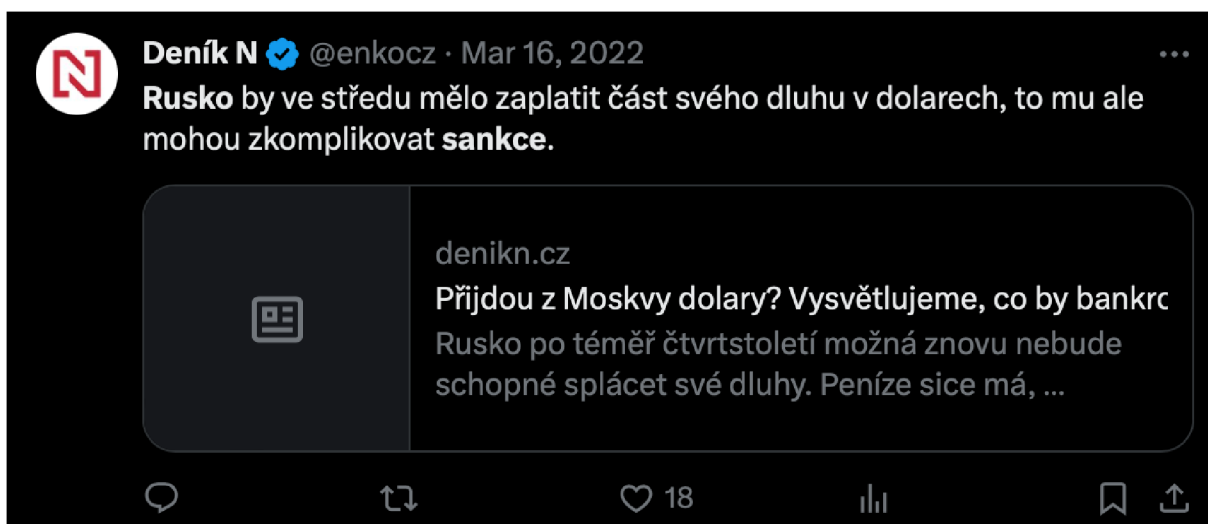 Deník N @enkocz · Mar 16, 2022
Rusko by ve středu mělo zaplatit část svého dluhu v dolarech, to mu ale
mohou zkomplikovat sankce.
denikn.cz
Přijdou z Moskvy dolary? Vysvětlujeme, co by bankro
Rusko po téměř čtvrtstoletí možná znovu nebude
schopné splácet své dluhy. Peníze sice má, ...
18